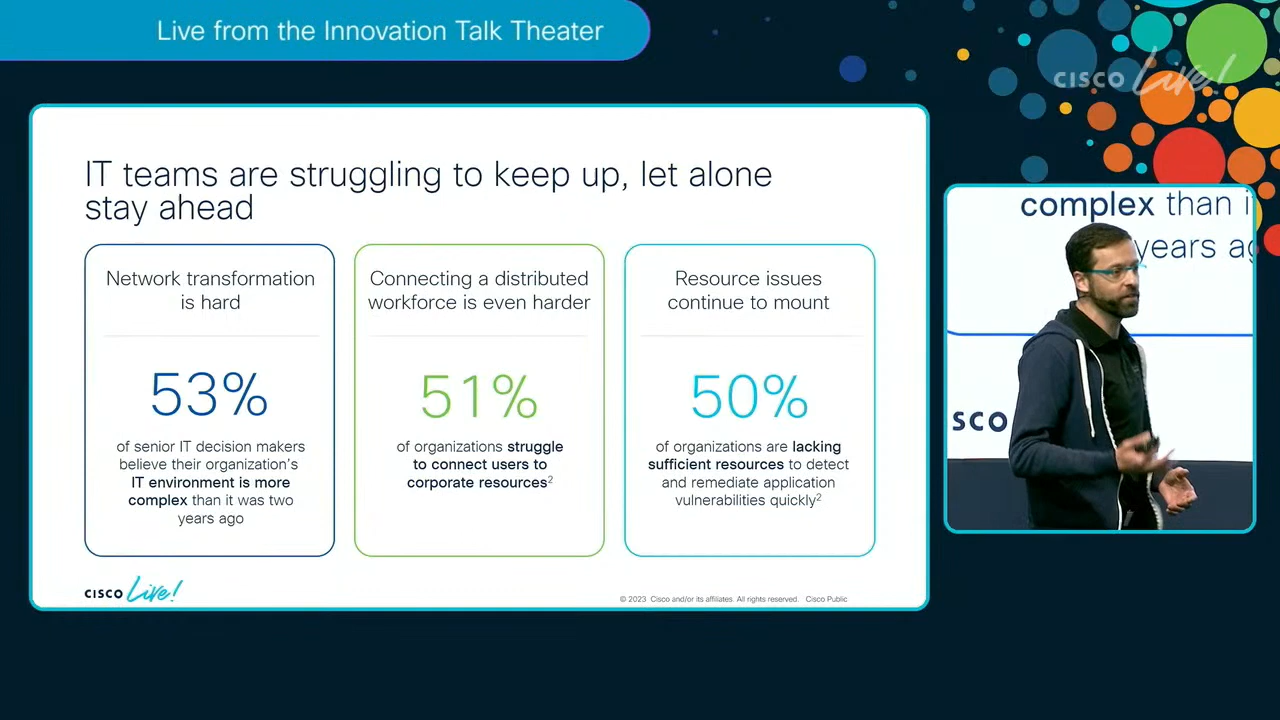 Live from the Innovation Talk Theater
CISCO Live!
IT teams are struggling to keep up, let alone
stay ahead
Network transformation
is hard
53%
of senior IT decision makers
believe their organization's
IT environment is more
complex than it was two
years ago
Connecting a distributed
workforce is even harder
51%
of organizations struggle
to connect users to
corporate resources²
Resource issues
continue to mount
50%
of organizations are lacking
sufficient resources to detect
and remediate application
vulnerabilities quickly²
CISCO Live!
© 2023 Cisco and/or its affiliates. All rights reserved. Cisco Public
complex than i
years ag
SCO